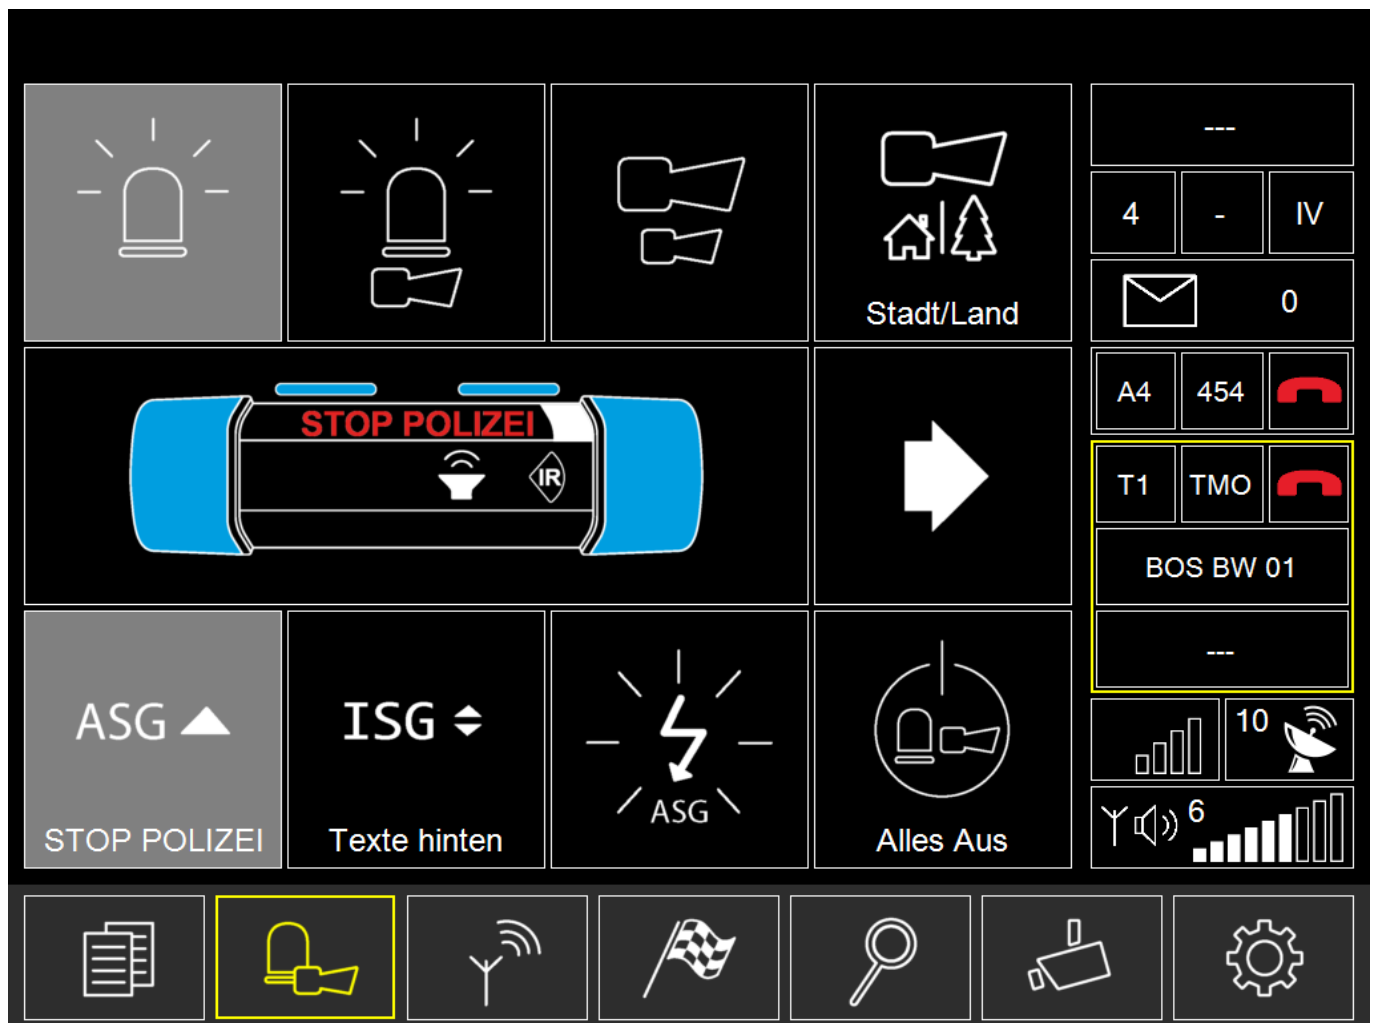 ---
4 - IV
Stadt/Land
0
STOP POLIZEI
IR
A4 454
T1 TMO
BOS BW 01
---
ASG
STOP POLIZEI
ISG
Texte hinten
ASG
Alles Aus
10
6